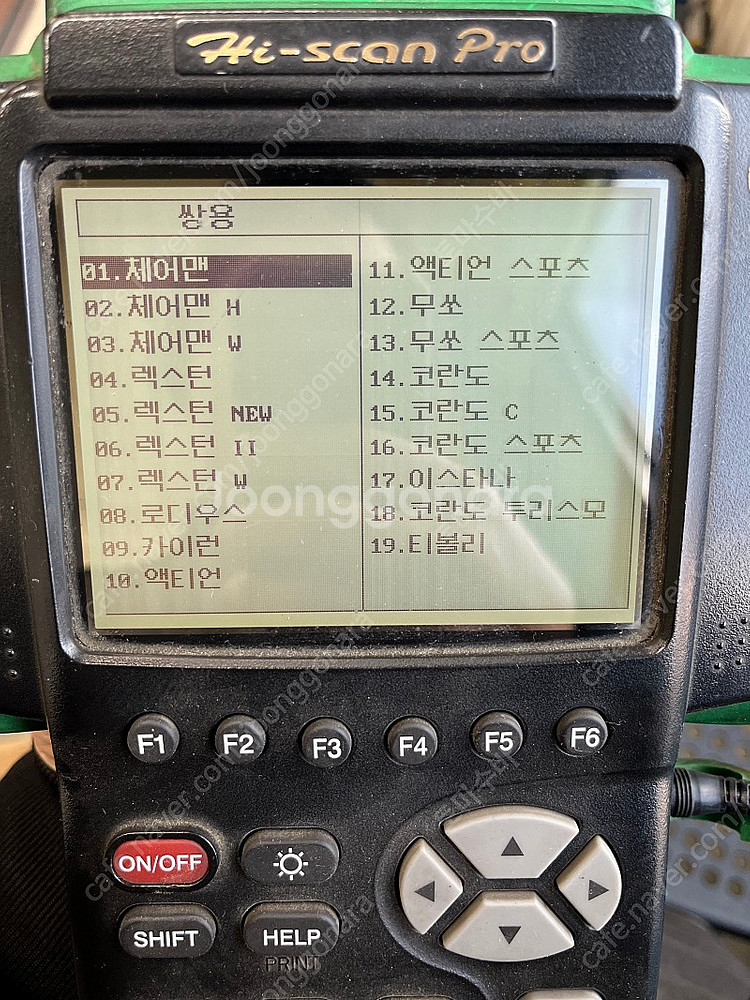 Hi-scan Pro
쌍용
01.체어맨
02.체어맨 H
03.체어맨 W
04.렉스턴
05.렉스턴 NEW
06.렉스턴 II
07.렉스턴 W
08.로디우스
09.카이런
10.액티언
11.액티언 스포츠
12.무쏘
13.무쏘 스포츠
14.코란도
15.코란도 C
16.코란도 스포츠
17.이스타나
18.코란도 투리스모
19.티볼리
joonggonara
F1 F2 F3 F4 F5 F6
ON/OFF
SHIFT HELP
PRINT